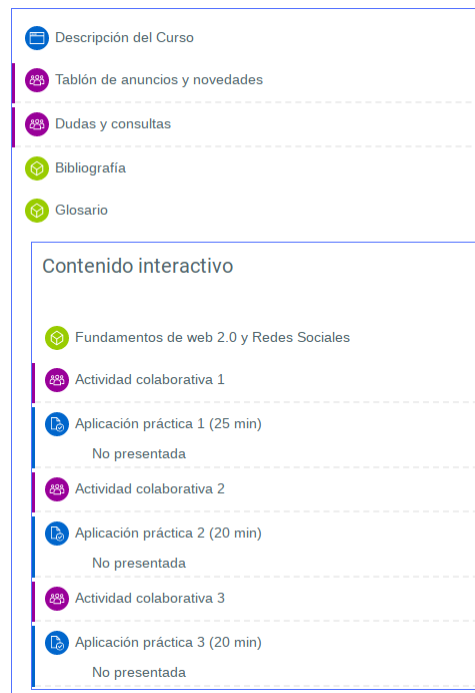 Descripción del Curso
Tablón de anuncios y novedades
Dudas y consultas
Bibliografía
Glosario
Contenido interactivo
Fundamentos de web 2.0 y Redes Sociales
Actividad colaborativa 1
Aplicación práctica 1 (25 min)
No presentada
Actividad colaborativa 2
Aplicación práctica 2 (20 min)
No presentada
Actividad colaborativa 3
Aplicación práctica 3 (20 min)
No presentada